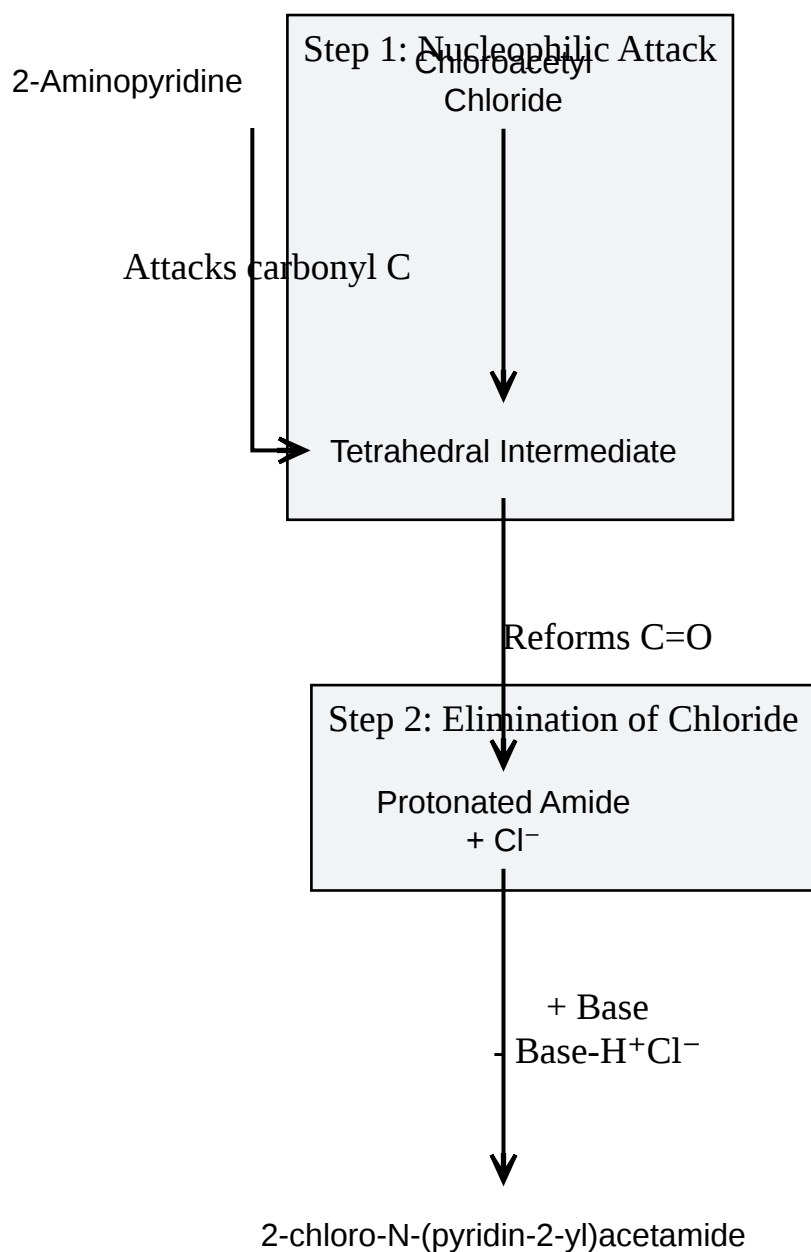 Step 1: Nucleophilic Attack
2-Aminopyridine
Chloroacetyl
Chloride
Attacks carbonyl C
Tetrahedral Intermediate
Reforms C=O
Step 2: Elimination of Chloride
Protonated Amide
+ Cl⁻
+ Base
- Base-H⁺Cl⁻
2-chloro-N-(pyridin-2-yl)acetamide